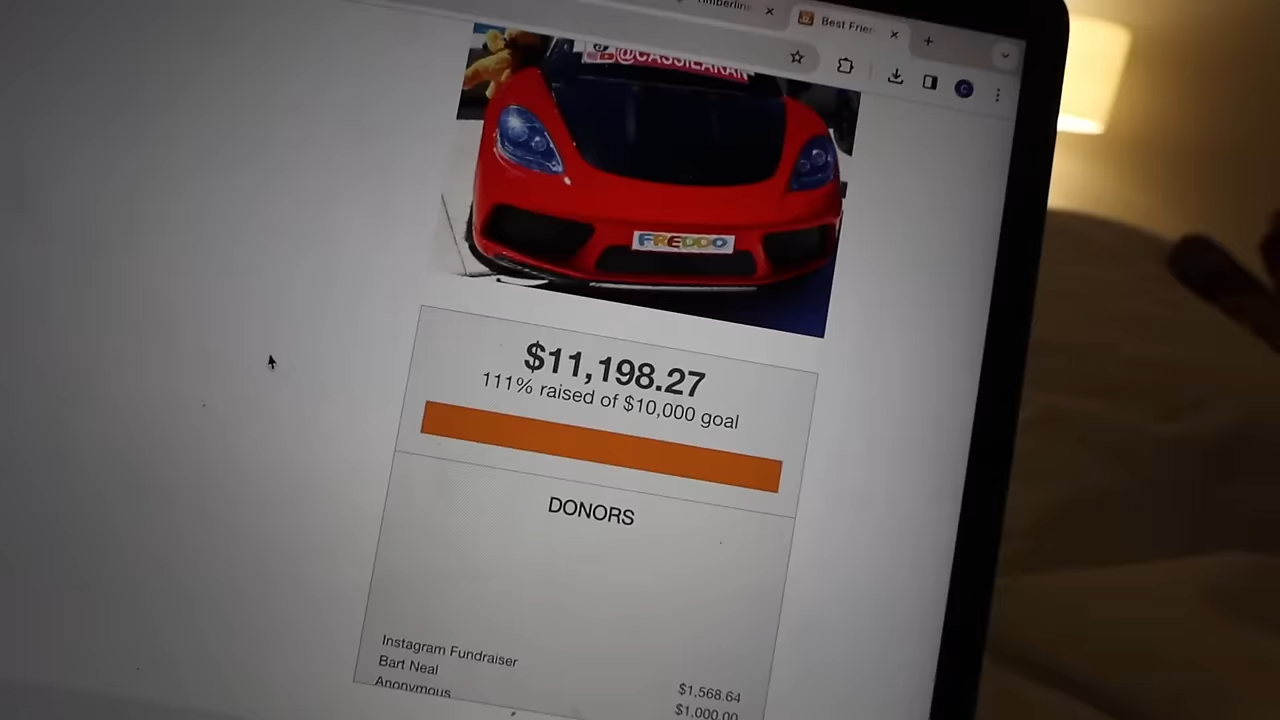 Best Frie
@CASSIEARAN
FREDDO
$11,198.27
111% raised of $10,000 goal
DONORS
Instagram Fundraiser
Bart Neal
Anonymous
$1,568.64
$1,000.00